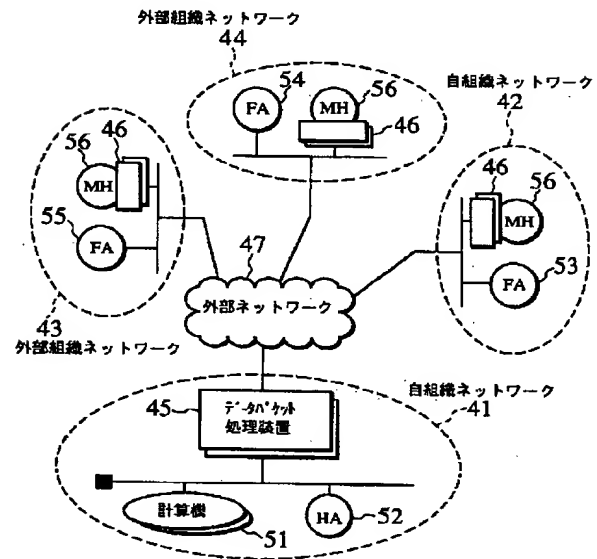 外部組織ネットワーク
44
FA
54
MH
56
46
自組織ネットワーク
42
46
56
MH
FA
53
46
56
MH
55
FA
43
外部組織ネットワーク
47
外部ネットワーク
自組織ネットワーク
41
45
データパケット
処理装置
計算機
51
HA
52